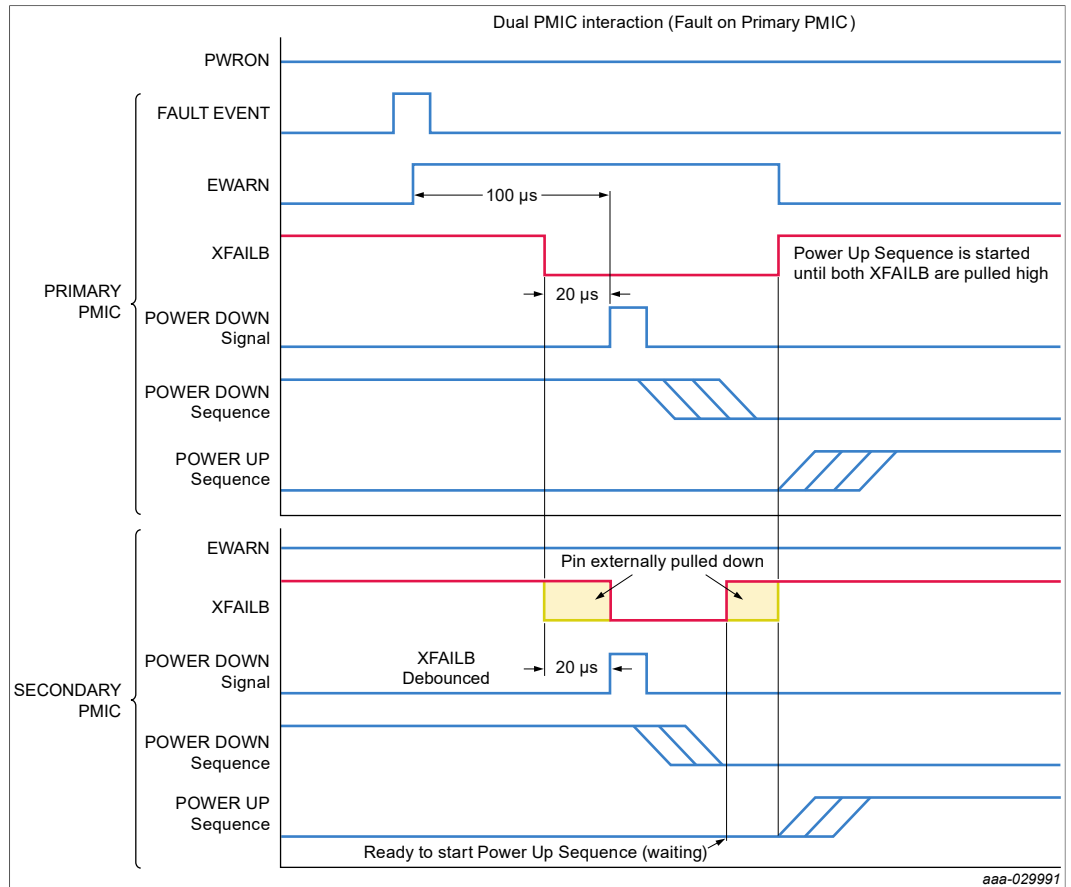 Dual PMIC interaction (Fault on Primary PMIC)
PWRON
FAULT EVENT
EWARN
100 µs
XFAILB
Power Up Sequence is started
until both XFAILB are pulled high
PRIMARY
PMIC
20 µs
POWER DOWN
Signal
POWER DOWN
Sequence
POWER UP
Sequence
EWARN
Pin externally pulled down
XFAILB
SECONDARY
PMIC
POWER DOWN
Signal
XFAILB
Debounced
20 µs
POWER DOWN
Sequence
POWER UP
Sequence
Ready to start Power Up Sequence (waiting)
aaa-029991